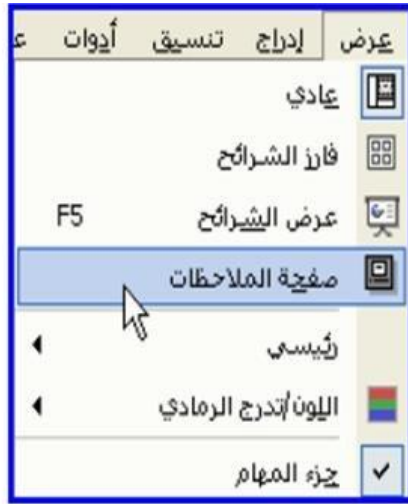 عرض إدراج تنسيق أدوات
عادي
فارز الشرائح
عرض الشرائح F5
صفحة الملاحظات
رئيسي
اللون/تدرج الرمادي
جزء المهام